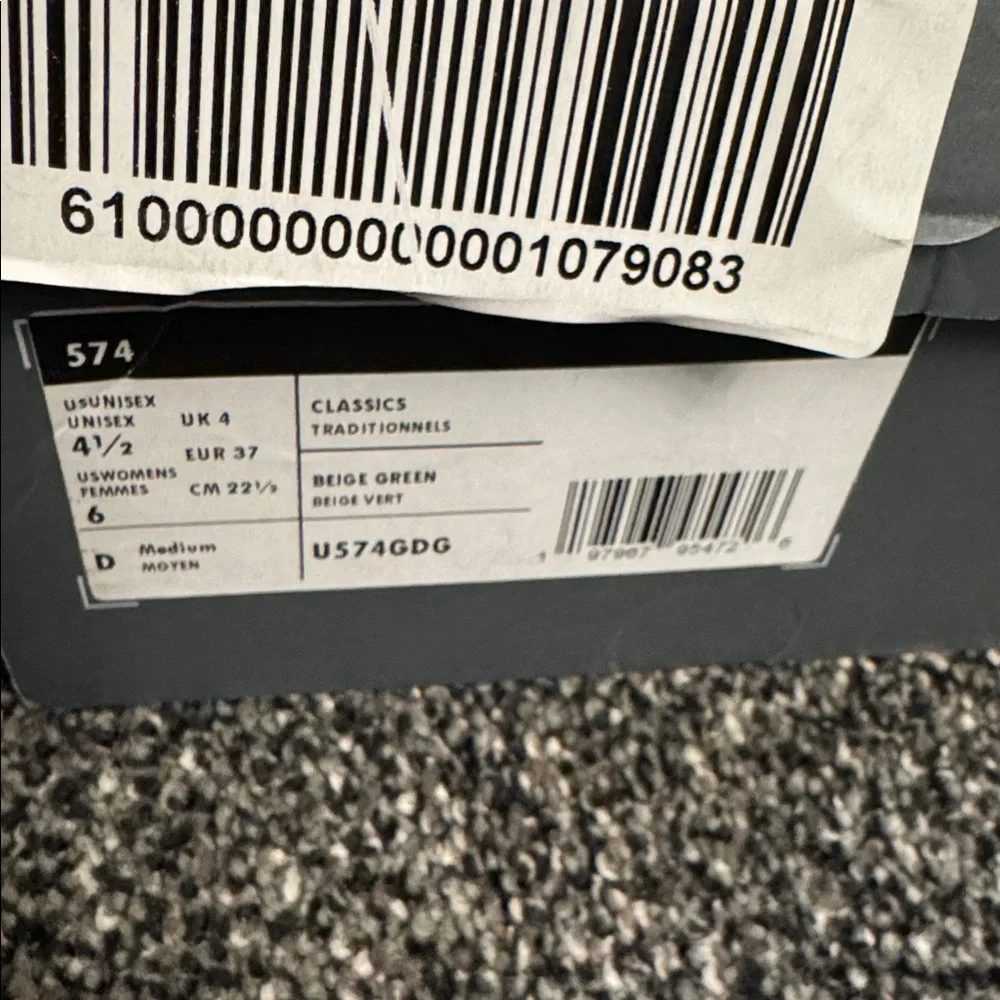 610000000000001079083
574
USUNISEX
UNISEX
4½
UK 4
EUR 37
USWOMENS
FEMMES
6
CM 22½
D Medium
MOYEN
CLASSICS
TRADITIONNELS
BEIGE GREEN
BEIGE VERT
U574GDG